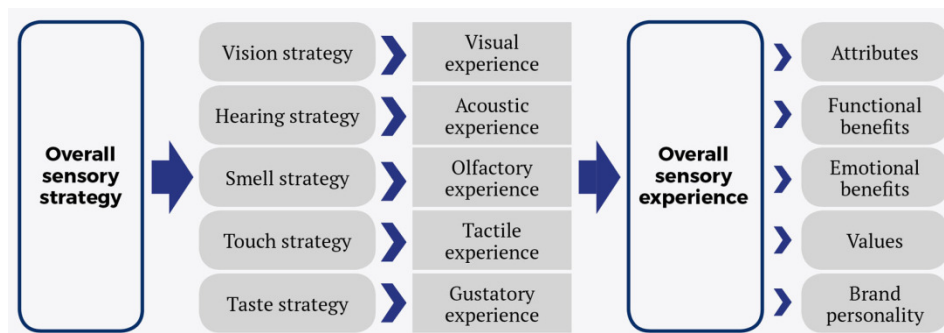 Overall
sensory
strategy
Vision strategy
Hearing strategy
Smell strategy
Touch strategy
Taste strategy
Visual
experience
Acoustic
experience
Olfactory
experience
Tactile
experience
Gustatory
experience
Overall
sensory
experience
Attributes
Functional
benefits
Emotional
benefits
Values
Brand
personality